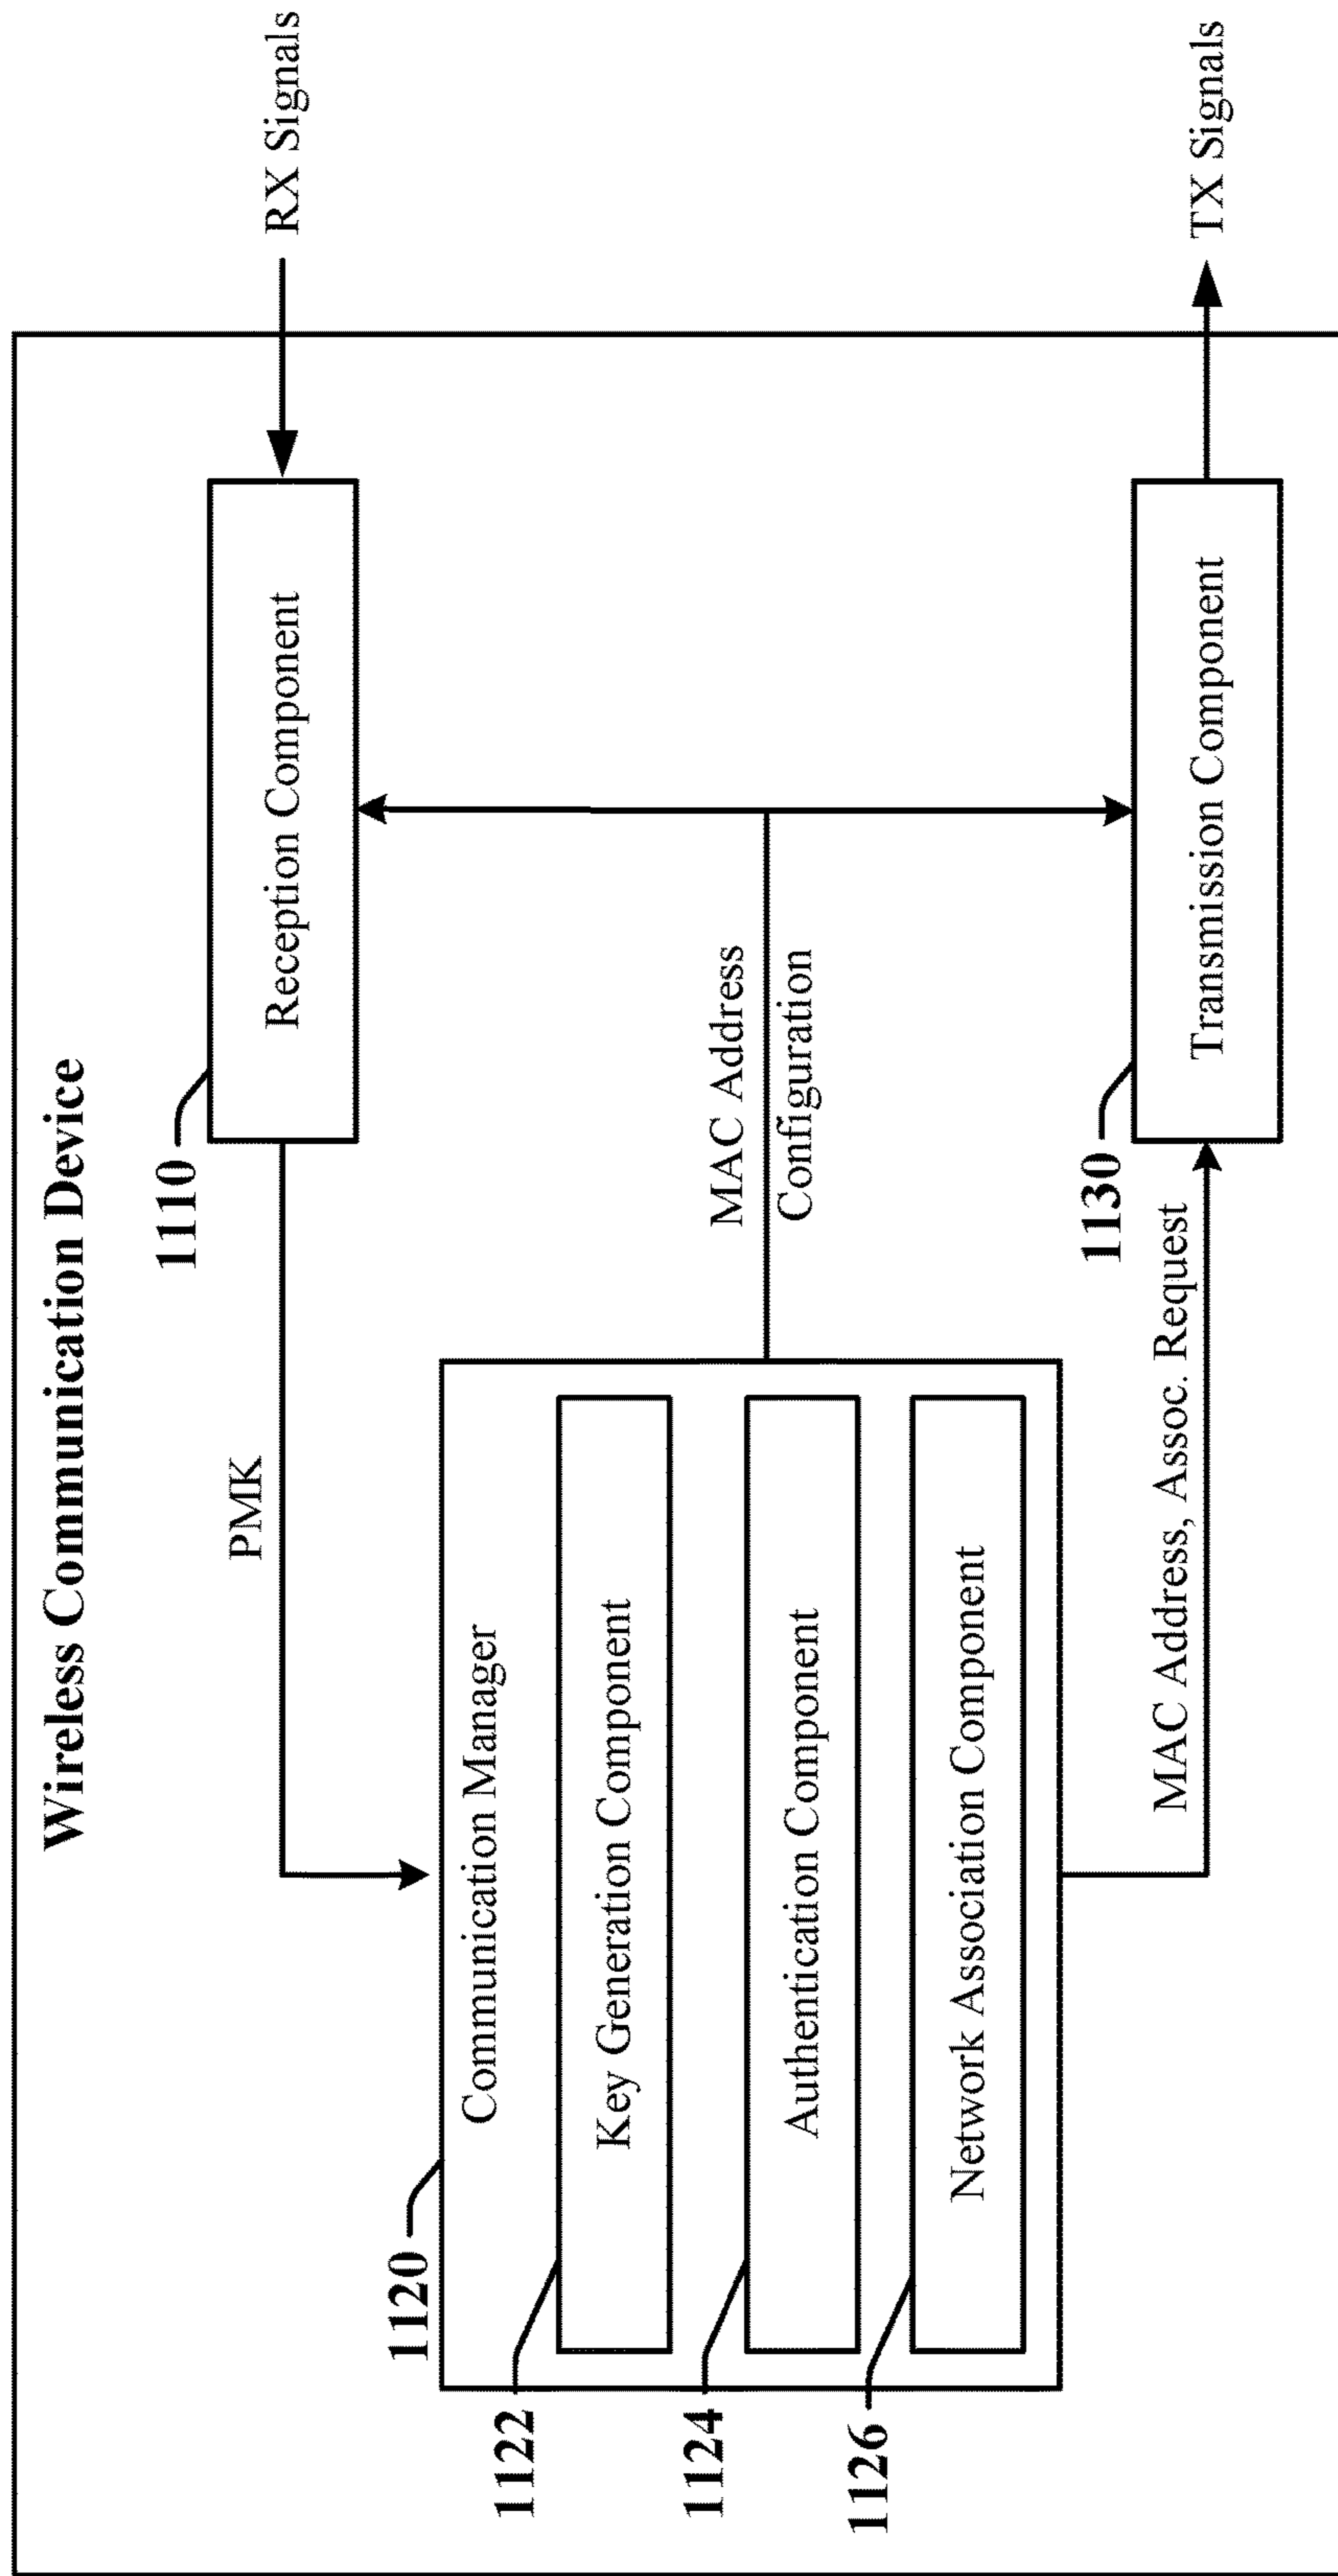 Wireless Communication Device
1110
Reception Component
RX Signals
PMK
1120
Communication Manager
1122
Key Generation Component
1124
Authentication Component
1126
Network Association Component
MAC Address
Configuration
1130
Transmission Component
MAC Address, Assoc. Request
TX Signals